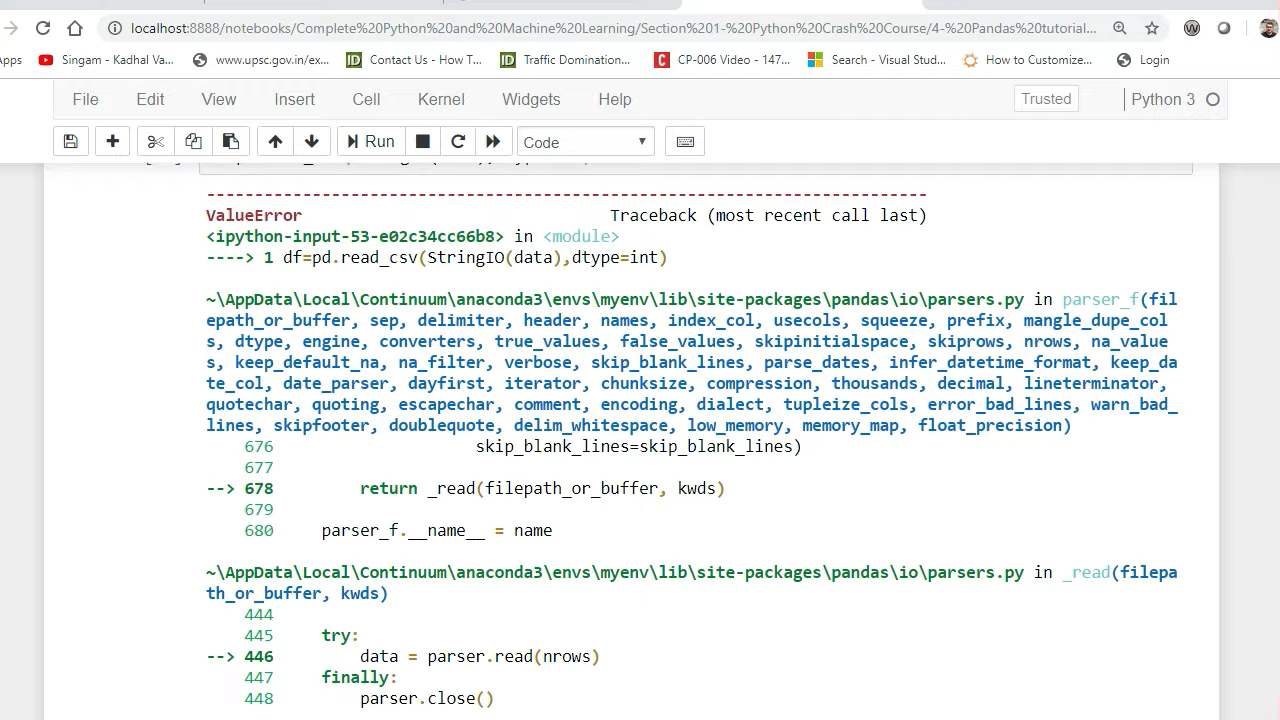 localhost:8888/notebooks/Complete%20Python%20and%20Machine%20Learning/Section%201-%20Python%20Crash%20Course/4-%20Pandas%20tutorial...
Apps Singam - Kadhal Va... www.upsc.gov.in/ex... ID Contact Us - How T... ID Traffic Domination... C CP-006 Video - 147... Search - Visual Stud... How to Customize... Login
File Edit View Insert Cell Kernel Widgets Help Trusted Python 3
Run Code
---------------------------------------------------------------------------
ValueError Traceback (most recent call last)
<ipython-input-53-e02c34cc66b8> in <module>
----> 1 df=pd.read_csv(StringIO(data),dtype=int)
~\AppData\Local\Continuum\anaconda3\envs\myenv\lib\site-packages\pandas\io\parsers.py in parser_f(fil
epath_or_buffer, sep, delimiter, header, names, index_col, usecols, squeeze, prefix, mangle_dupe_col
s, dtype, engine, converters, true_values, false_values, skipinitialspace, skiprows, nrows, na_value
s, keep_default_na, na_filter, verbose, skip_blank_lines, parse_dates, infer_datetime_format, keep_da
te_col, date_parser, dayfirst, iterator, chunksize, compression, thousands, decimal, lineterminator,
quotechar, quoting, escapechar, comment, encoding, dialect, tupleize_cols, error_bad_lines, warn_bad_
lines, skipfooter, doublequote, delim_whitespace, low_memory, memory_map, float_precision)
676 skip_blank_lines=skip_blank_lines)
677
--> 678 return _read(filepath_or_buffer, kwds)
679
680 parser_f.__name__ = name
~\AppData\Local\Continuum\anaconda3\envs\myenv\lib\site-packages\pandas\io\parsers.py in _read(filepa
th_or_buffer, kwds)
444
445 try:
--> 446 data = parser.read(nrows)
447 finally:
448 parser.close()